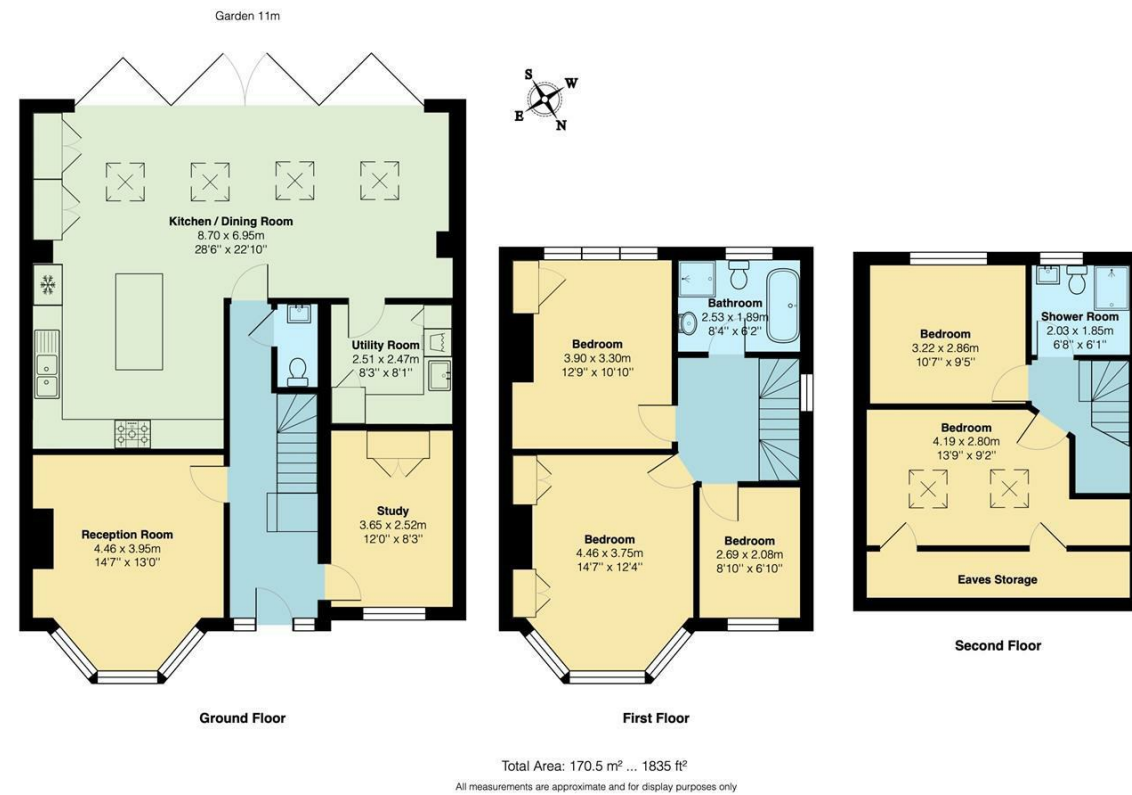 Garden 11m
S
W
E
N
Kitchen / Dining Room
8.70 x 6.95m
28'6" x 22'10"
Utility Room
2.51 x 2.47m
8'3" x 8'1"
Reception Room
4.46 x 3.95m
14'7" x 13'0"
Study
3.65 x 2.52m
12'0" x 8'3"
Ground Floor
Bathroom
2.53 x 1.89m
8'4" x 6'2"
Bedroom
3.90 x 3.30m
12'9" x 10'10"
Bedroom
4.46 x 3.75m
14'7" x 12'4"
Bedroom
2.69 x 2.08m
8'10" x 6'10"
First Floor
Bedroom
3.22 x 2.86m
10'7" x 9'5"
Shower Room
2.03 x 1.85m
6'8" x 6'1"
Bedroom
4.19 x 2.80m
13'9" x 9'2"
Eaves Storage
Second Floor
Total Area: 170.5 m² ... 1835 ft²
All measurements are approximate and for display purposes only